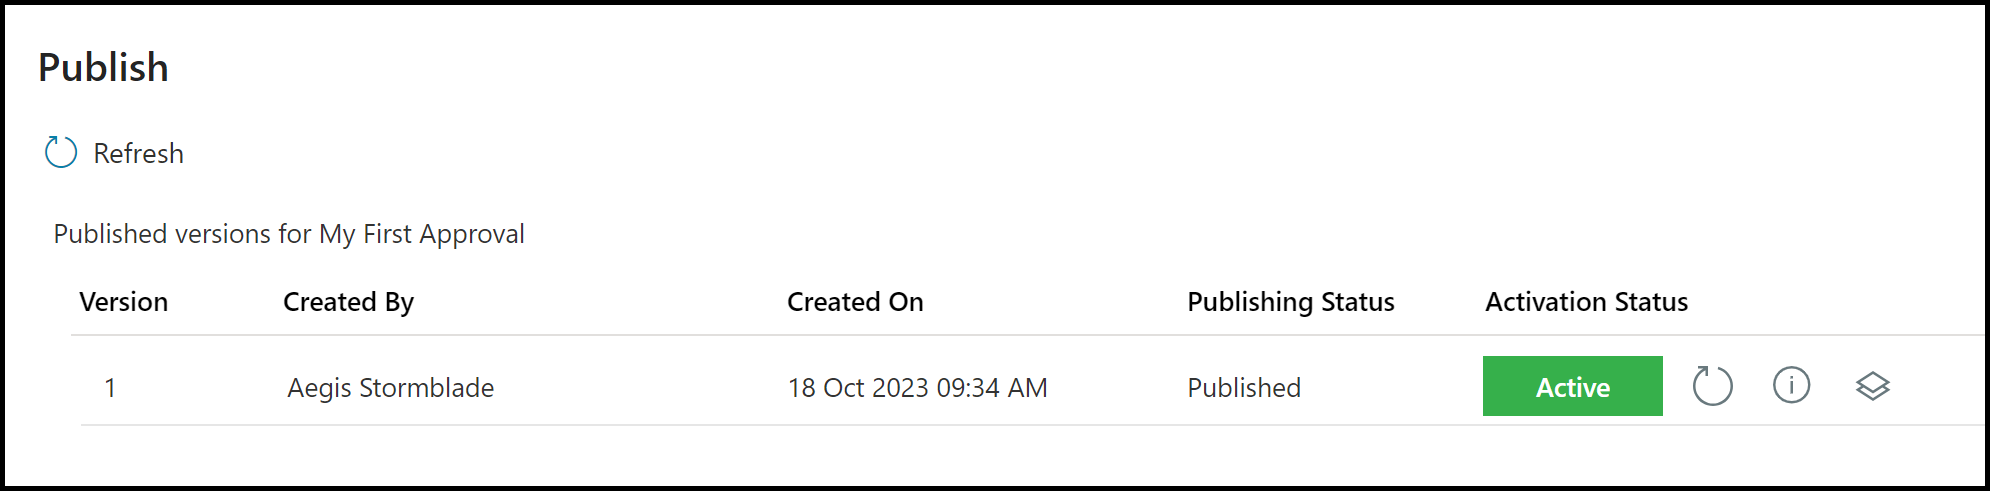 Publish
Refresh
Published versions for My First Approval
Version Created By Created On Publishing Status Activation Status
1 Aegis Stormblade 18 Oct 2023 09:34 AM Published Active